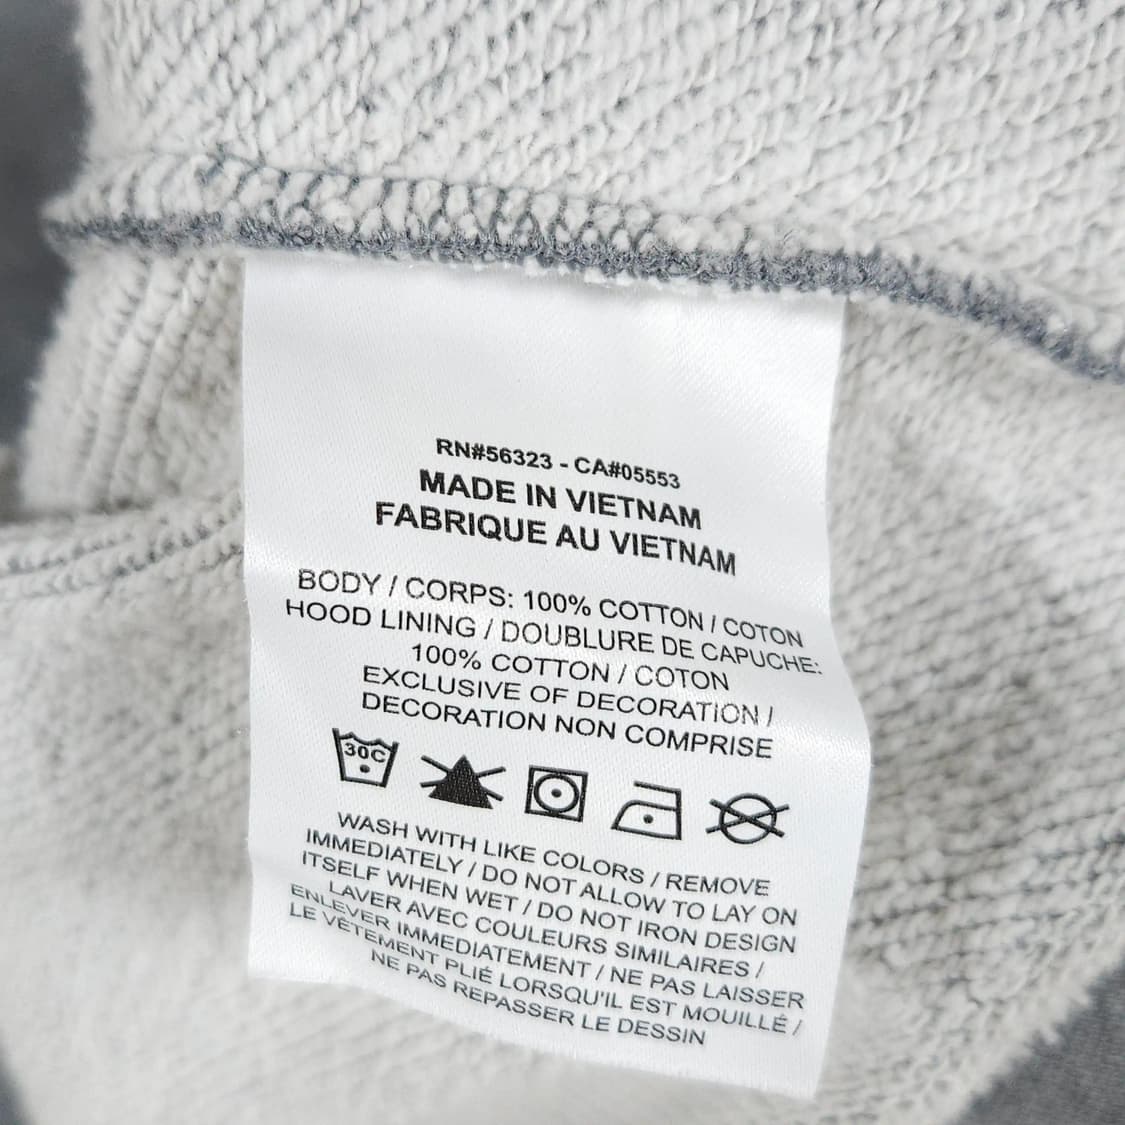 RN#56323 - CA#05553
MADE IN VIETNAM
FABRIQUE AU VIETNAM
BODY / CORPS: 100% COTTON / COTON
HOOD LINING / DOUBLURE DE CAPUCHE:
100% COTTON / COTON
EXCLUSIVE OF DECORATION /
DECORATION NON COMPRISE
30C
WASH WITH LIKE COLORS / REMOVE
IMMEDIATELY / DO NOT ALLOW TO LAY ON
ITSELF WHEN WET / DO NOT IRON DESIGN
LAVER AVEC COULEURS SIMILAIRES /
ENLEVER IMMEDIATEMENT / NE PAS LAISSER
LE VÊTEMENT PLIÉ LORSQU'IL EST MOUILLÉ /
NE PAS REPASSER LE DESSIN